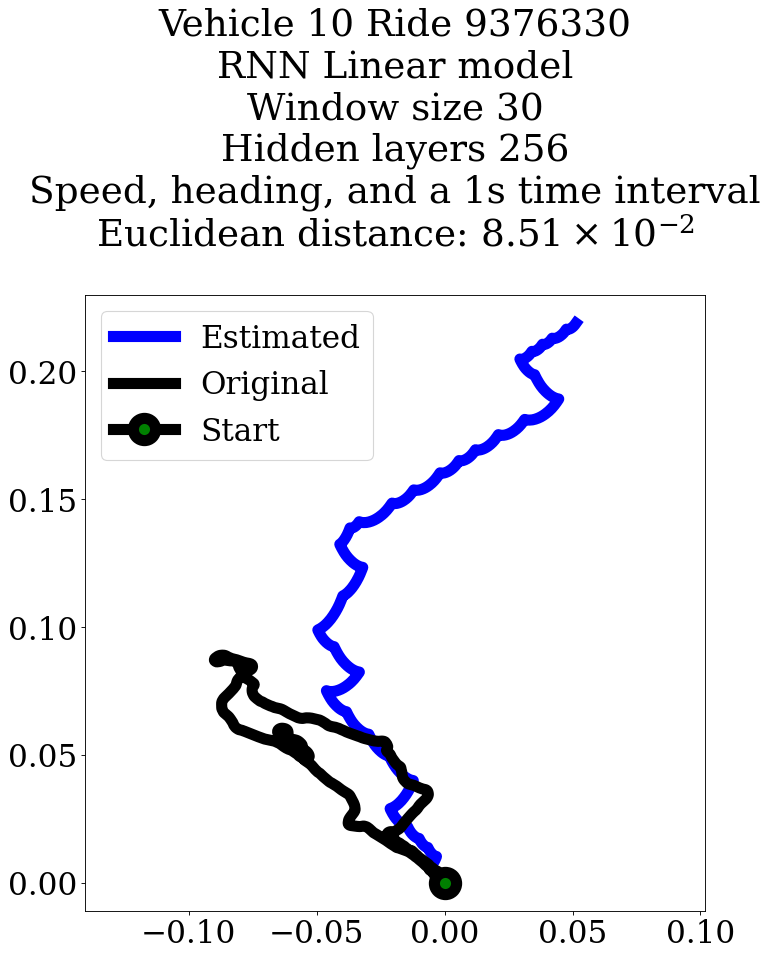 Vehicle 10 Ride 9376330
RNN Linear model
Window size 30
Hidden layers 256
Speed, heading, and a 1s time interval
Euclidean distance: 8.51 × 10⁻²
Estimated
Original
Start
0.20
0.15
0.10
0.05
0.00
−0.10 −0.05 0.00 0.05 0.10